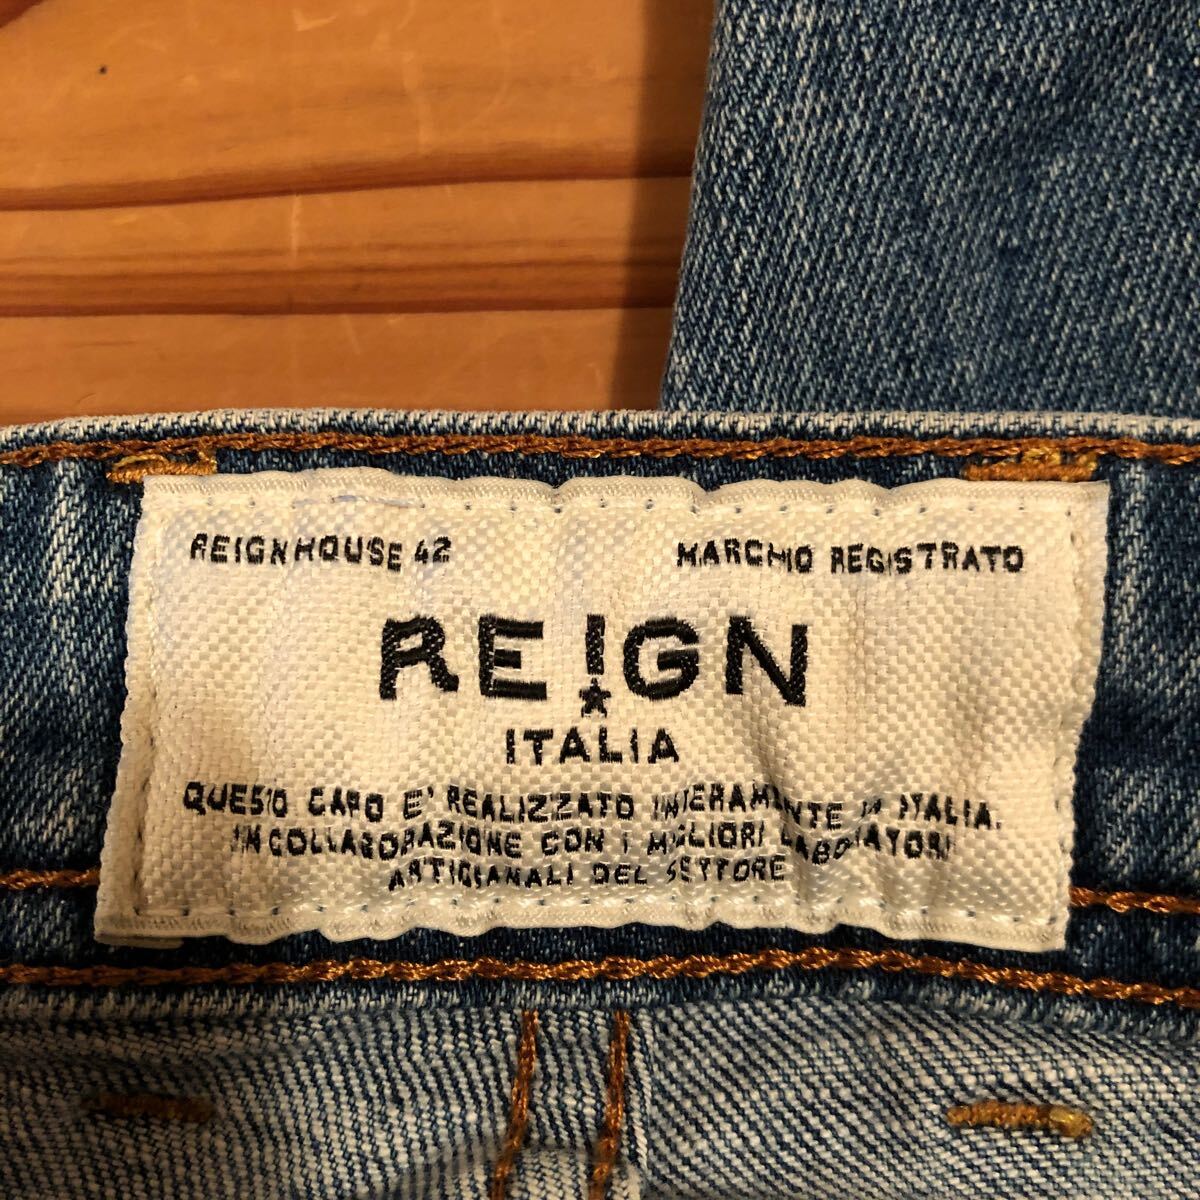 REIGNHOUSE 42 MARCHIO REGISTRATO
RE!GN
ITALIA
QUESTO CAPO E' REALIZZATO INTERAMENTE IN ITALIA.
IN COLLABORAZIONE CON I MIGLIORI LABORATORI
ARTIGIANALI DEL SETTORE